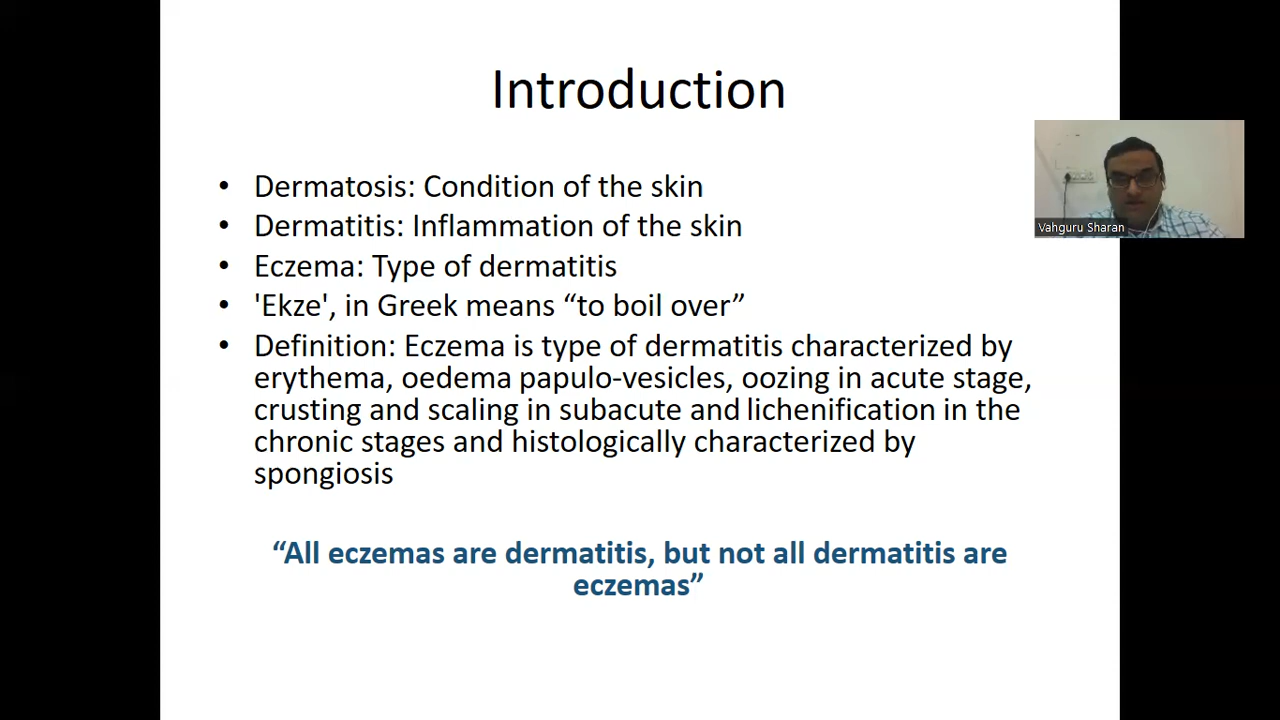 Introduction
• Dermatosis: Condition of the skin
• Dermatitis: Inflammation of the skin
• Eczema: Type of dermatitis
• 'Ekze', in Greek means “to boil over”
• Definition: Eczema is type of dermatitis characterized by
erythema, oedema papulo-vesicles, oozing in acute stage,
crusting and scaling in subacute and lichenification in the
chronic stages and histologically characterized by
spongiosis
“All eczemas are dermatitis, but not all dermatitis are
eczemas”
Vahguru Sharan